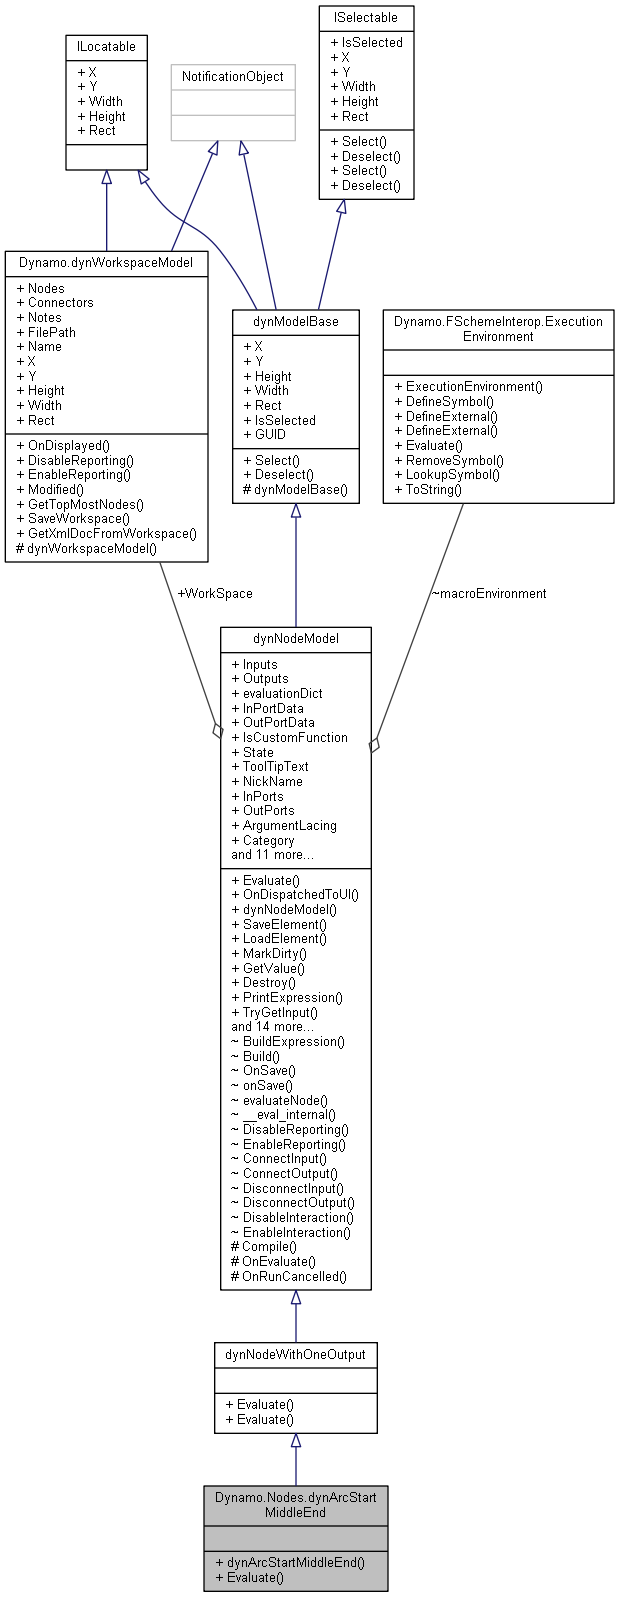 ISelectable
+ IsSelected
+ X
+ Y
+ Width
+ Height
+ Rect
+ Select()
+ Deselect()
+ Select()
+ Deselect()
ILocatable
+ X
+ Y
+ Width
+ Height
+ Rect
NotificationObject
Dynamo.dynWorkspaceModel
+ Nodes
+ Connectors
+ Notes
+ FilePath
+ Name
+ X
+ Y
+ Height
+ Width
+ Rect
+ OnDisplayed()
+ DisableReporting()
+ EnableReporting()
+ Modified()
+ GetTopMostNodes()
+ SaveWorkspace()
+ GetXmlDocFromWorkspace()
# dynWorkspaceModel()
dynModelBase
+ X
+ Y
+ Height
+ Width
+ Rect
+ IsSelected
+ GUID
+ Select()
+ Deselect()
# dynModelBase()
Dynamo.FSchemeInterop.Execution
Environment
+ ExecutionEnvironment()
+ DefineSymbol()
+ DefineExternal()
+ DefineExternal()
+ Evaluate()
+ RemoveSymbol()
+ LookupSymbol()
+ ToString()
+WorkSpace
~macroEnvironment
dynNodeModel
+ Inputs
+ Outputs
+ evaluationDict
+ InPortData
+ OutPortData
+ IsCustomFunction
+ State
+ ToolTipText
+ NickName
+ InPorts
+ OutPorts
+ ArgumentLacing
+ Category
and 11 more...
+ Evaluate()
+ OnDispatchedToUI()
+ dynNodeModel()
+ SaveElement()
+ LoadElement()
+ MarkDirty()
+ GetValue()
+ Destroy()
+ PrintExpression()
+ TryGetInput()
and 14 more...
~ BuildExpression()
~ Build()
~ OnSave()
~ onSave()
~ evaluateNode()
~ __eval_internal()
~ DisableReporting()
~ EnableReporting()
~ ConnectInput()
~ ConnectOutput()
~ DisconnectInput()
~ DisconnectOutput()
~ DisableInteraction()
~ EnableInteraction()
# Compile()
# OnEvaluate()
# OnRunCancelled()
dynNodeWithOneOutput
+ Evaluate()
+ Evaluate()
Dynamo.Nodes.dynArcStart
MiddleEnd
+ dynArcStartMiddleEnd()
+ Evaluate()